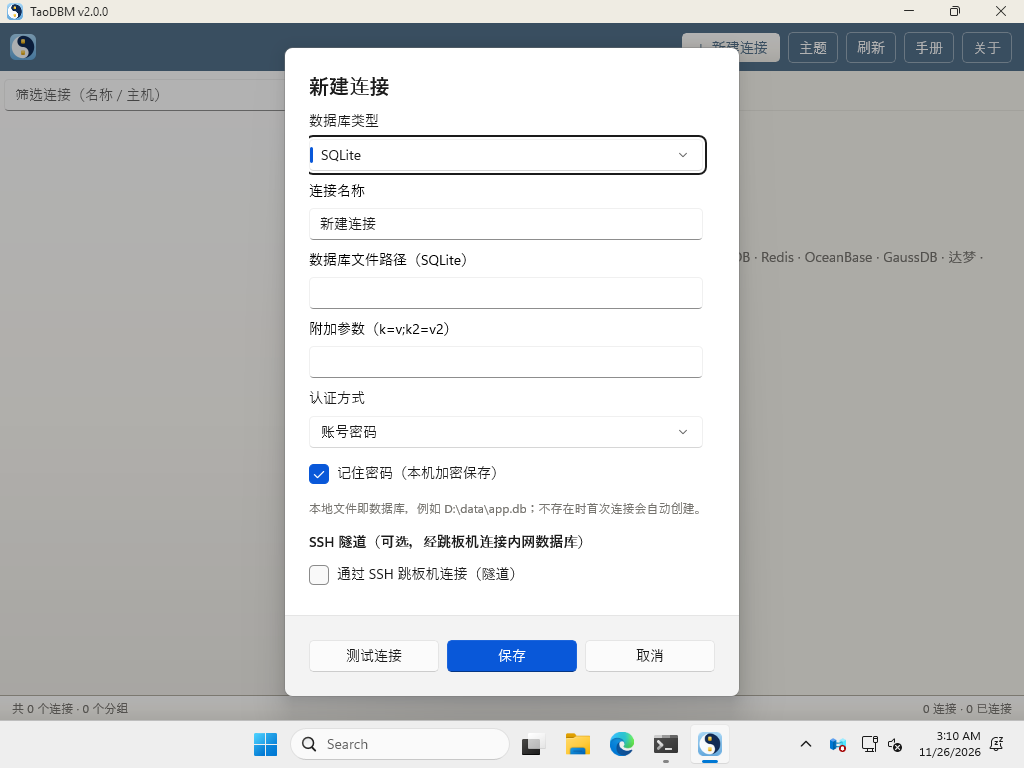 TaoDBM v2.0.0
新建连接
主题
刷新
手册
关于
筛选连接（名称 / 主机）
新建连接
数据库类型
SQLite
连接名称
新建连接
数据库文件路径（SQLite）
附加参数（k=v;k2=v2）
认证方式
账号密码
记住密码（本机加密保存）
本地文件即数据库，例如 D:\data\app.db；不存在时首次连接会自动创建。
SSH 隧道（可选，经跳板机连接内网数据库）
通过 SSH 跳板机连接（隧道）
测试连接
保存
取消
DB · Redis · OceanBase · GaussDB · 达梦 ·
共 0 个连接 · 0 个分组
0 连接 · 0 已连接
Search
3:10 AM
11/26/2026